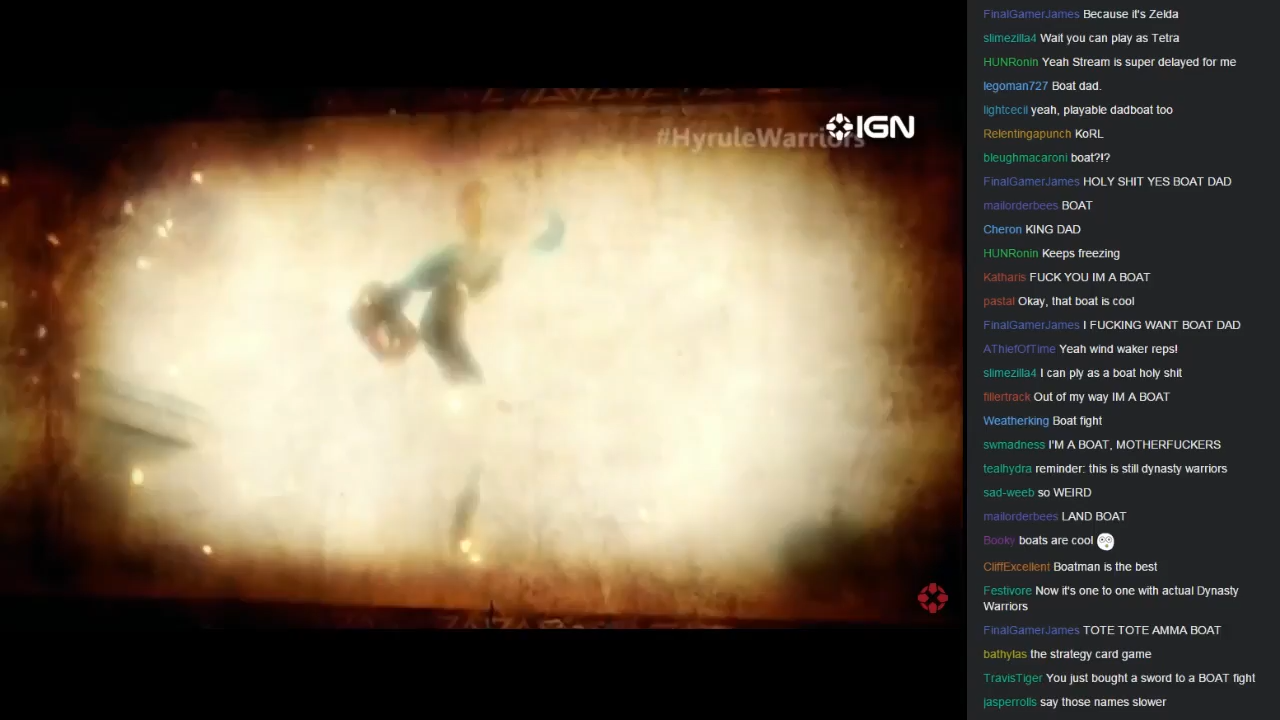 #HyruleWarriors
IGN
FinalGamerJames Because it's Zelda
slimezilla4 Wait you can play as Tetra
HUNRonin Yeah Stream is super delayed for me
legoman727 Boat dad.
lightcecil yeah, playable dadboat too
Relentingapunch KoRL
bleughmacaroni boat?!?
FinalGamerJames HOLY SHIT YES BOAT DAD
mailorderbees BOAT
Cheron KING DAD
HUNRonin Keeps freezing
Katharis FUCK YOU IM A BOAT
pastal Okay, that boat is cool
FinalGamerJames I FUCKING WANT BOAT DAD
AThiefOfTime Yeah wind waker reps!
slimezilla4 I can ply as a boat holy shit
fillertrack Out of my way IM A BOAT
Weatherking Boat fight
swmadness I'M A BOAT, MOTHERFUCKERS
tealhydra reminder: this is still dynasty warriors
sad-weeb so WEIRD
mailorderbees LAND BOAT
Booky boats are cool
CliffExcellent Boatman is the best
Festivore Now it's one to one with actual Dynasty
Warriors
FinalGamerJames TOTE TOTE AMMA BOAT
bathylas the strategy card game
TravisTiger You just bought a sword to a BOAT fight
jasperrolls say those names slower